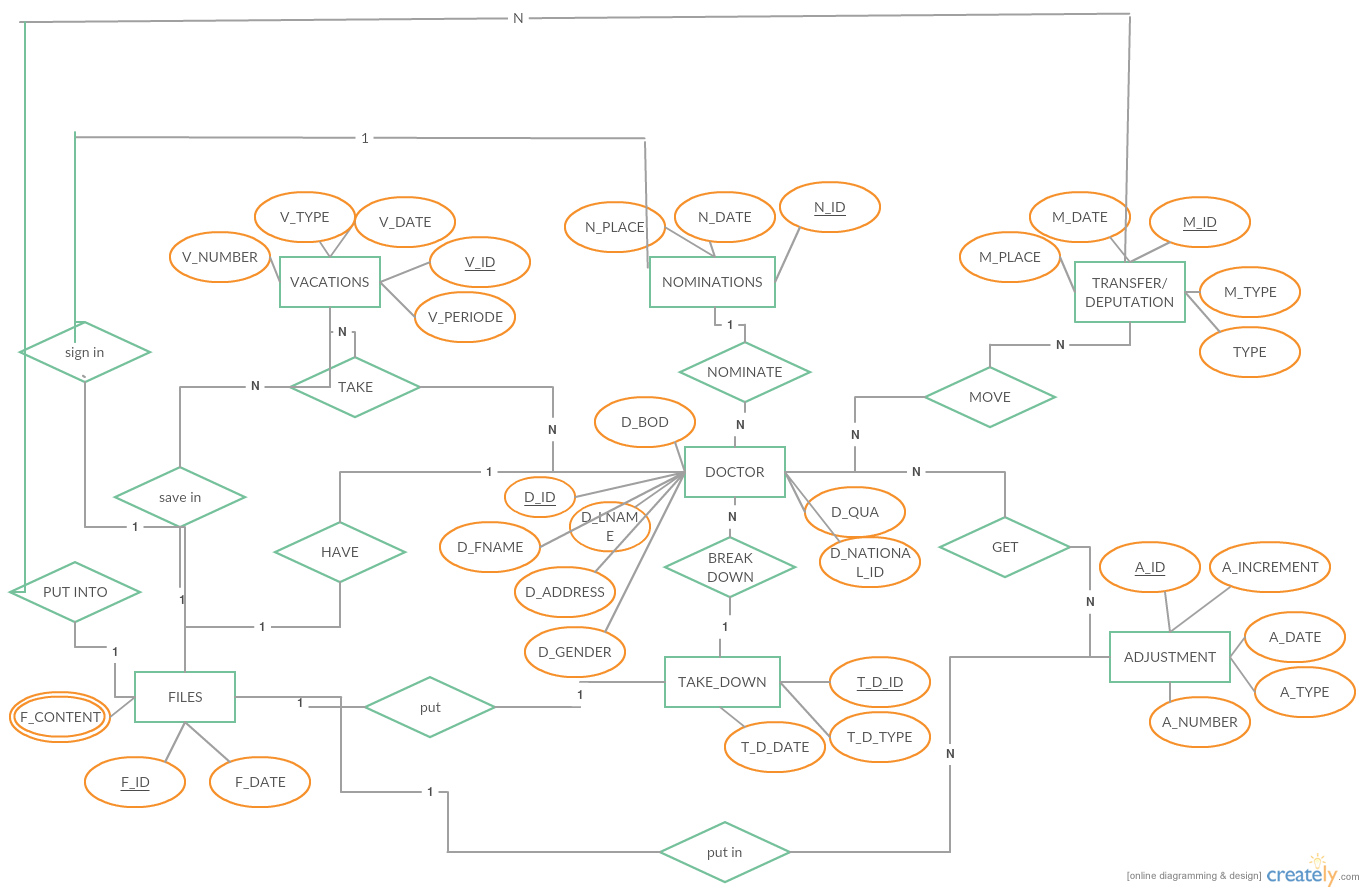 N
1
V_TYPE
V_DATE
V_NUMBER
V_ID
V_PERIODE
VACATIONS
N_PLACE
N_DATE
N_ID
NOMINATIONS
M_DATE
M_ID
M_PLACE
TRANSFER/
DEPUTATION
M_TYPE
TYPE
N
1
N
sign in
NOMINATE
N
TAKE
MOVE
D_BOD
N
N
N
1
DOCTOR
N
save in
D_ID
D_LNAM
E
D_QUA
N
1
HAVE
D_FNAME
BREAK
DOWN
D_NATIONA
L_ID
GET
A_ID
A_INCREMENT
PUT INTO
1
D_ADDRESS
N
1
1
A_DATE
1
D_GENDER
ADJUSTMENT
FILES
1
put
1
TAKE_DOWN
T_D_ID
A_TYPE
F_CONTENT
T_D_DATE
T_D_TYPE
A_NUMBER
N
F_ID
F_DATE
1
put in
[online diagramming & design]
creately.com